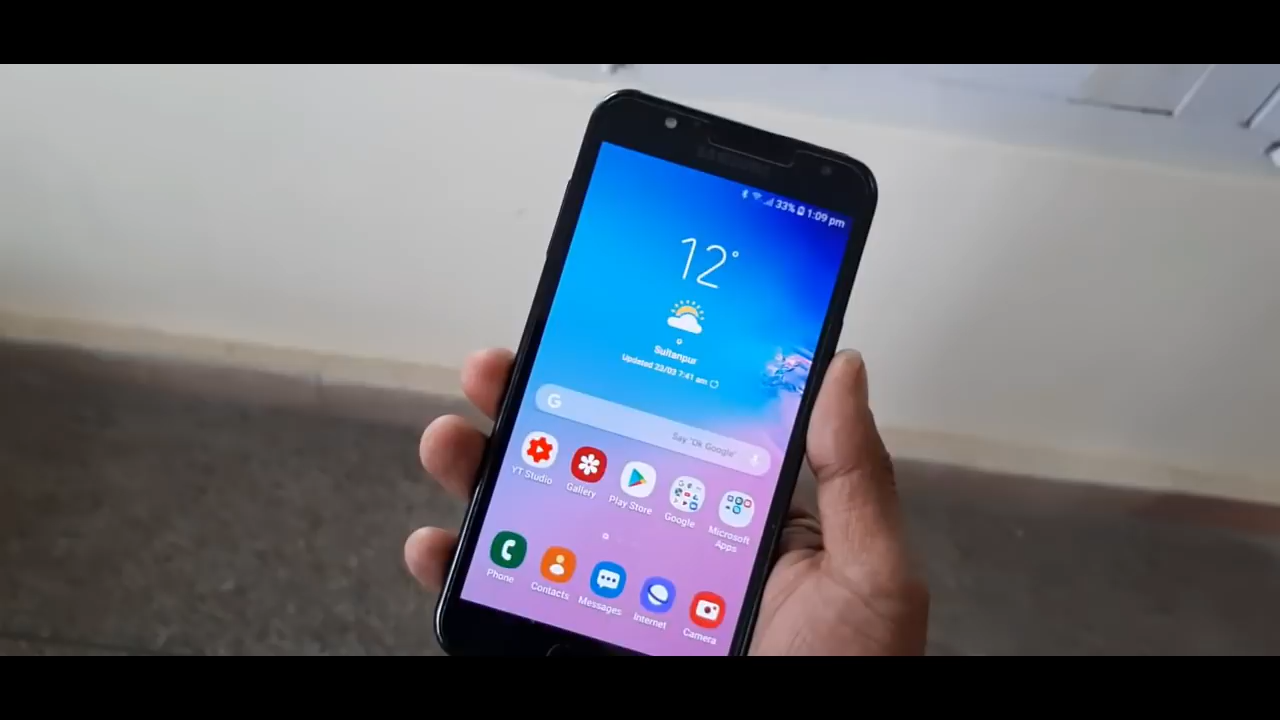 SAMSUNG
33% 1:09 pm
12°
Sultanpur
Updated 23/03 7:41 am
G Say "Ok Google"
YT Studio Gallery Play Store Google Microsoft Apps
Phone Contacts Messages Internet Camera